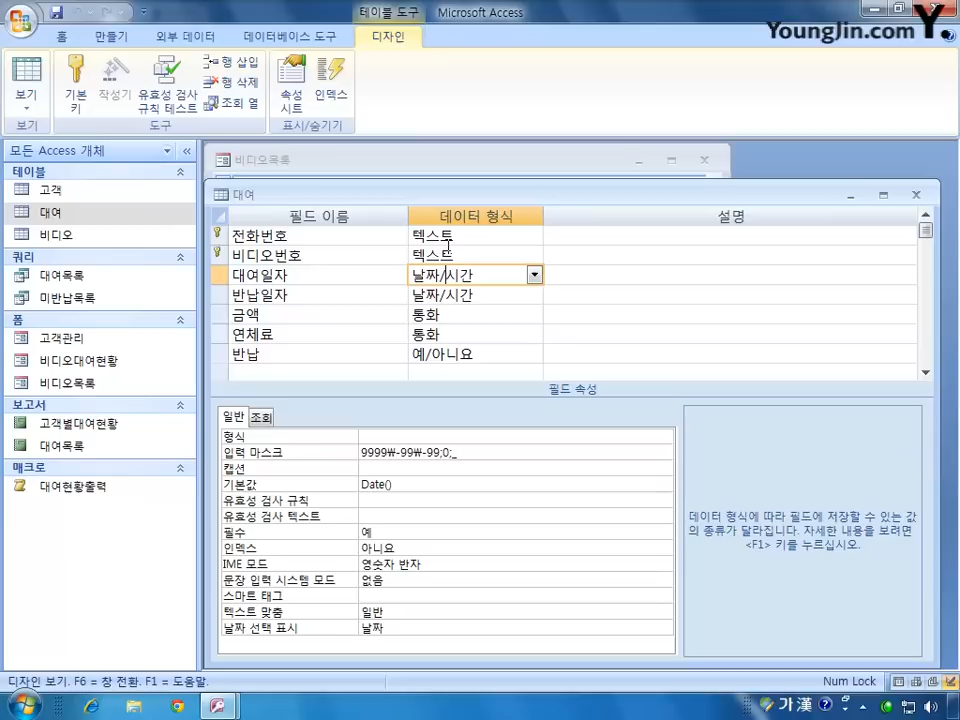 테이블 도구 Microsoft Access
Younglin.com Y.
홈 만들기 외부 데이터 데이터베이스 도구 디자인
보기 기본 키 작성기 유효성 검사 규칙 테스트 행 삽입 행 삭제 조회 열 속성 시트 인덱스
보기 도구 표시/숨기기
모든 Access 개체
테이블
고객
대여
비디오
쿼리
대여목록
미반납목록
폼
고객관리
비디오대여현황
비디오목록
보고서
고객별대여현황
대여목록
매크로
대여현황출력
비디오목록
대여
필드 이름 데이터 형식 설명
전화번호 텍스트
비디오번호 텍스트
대여일자 날짜/시간
반납일자 날짜/시간
금액 통화
연체료 통화
반납 예/아니요
필드 속성
일반 조회
형식
입력 마스크 9999₩-99₩-99;0;_
캡션
기본값 Date()
유효성 검사 규칙
유효성 검사 텍스트
필수 예
인덱스 아니요
IME 모드 영숫자 반자
문장 입력 시스템 모드 없음
스마트 태그
텍스트 맞춤 일반
날짜 선택 표시 날짜
데이터 형식에 따라 필드에 저장할 수 있는 값
의 종류가 달라집니다. 자세한 내용을 보려면
<F1> 키를 누르십시오.
디자인 보기. F6 = 창 전환. F1 = 도움말. Num Lock
가 漢